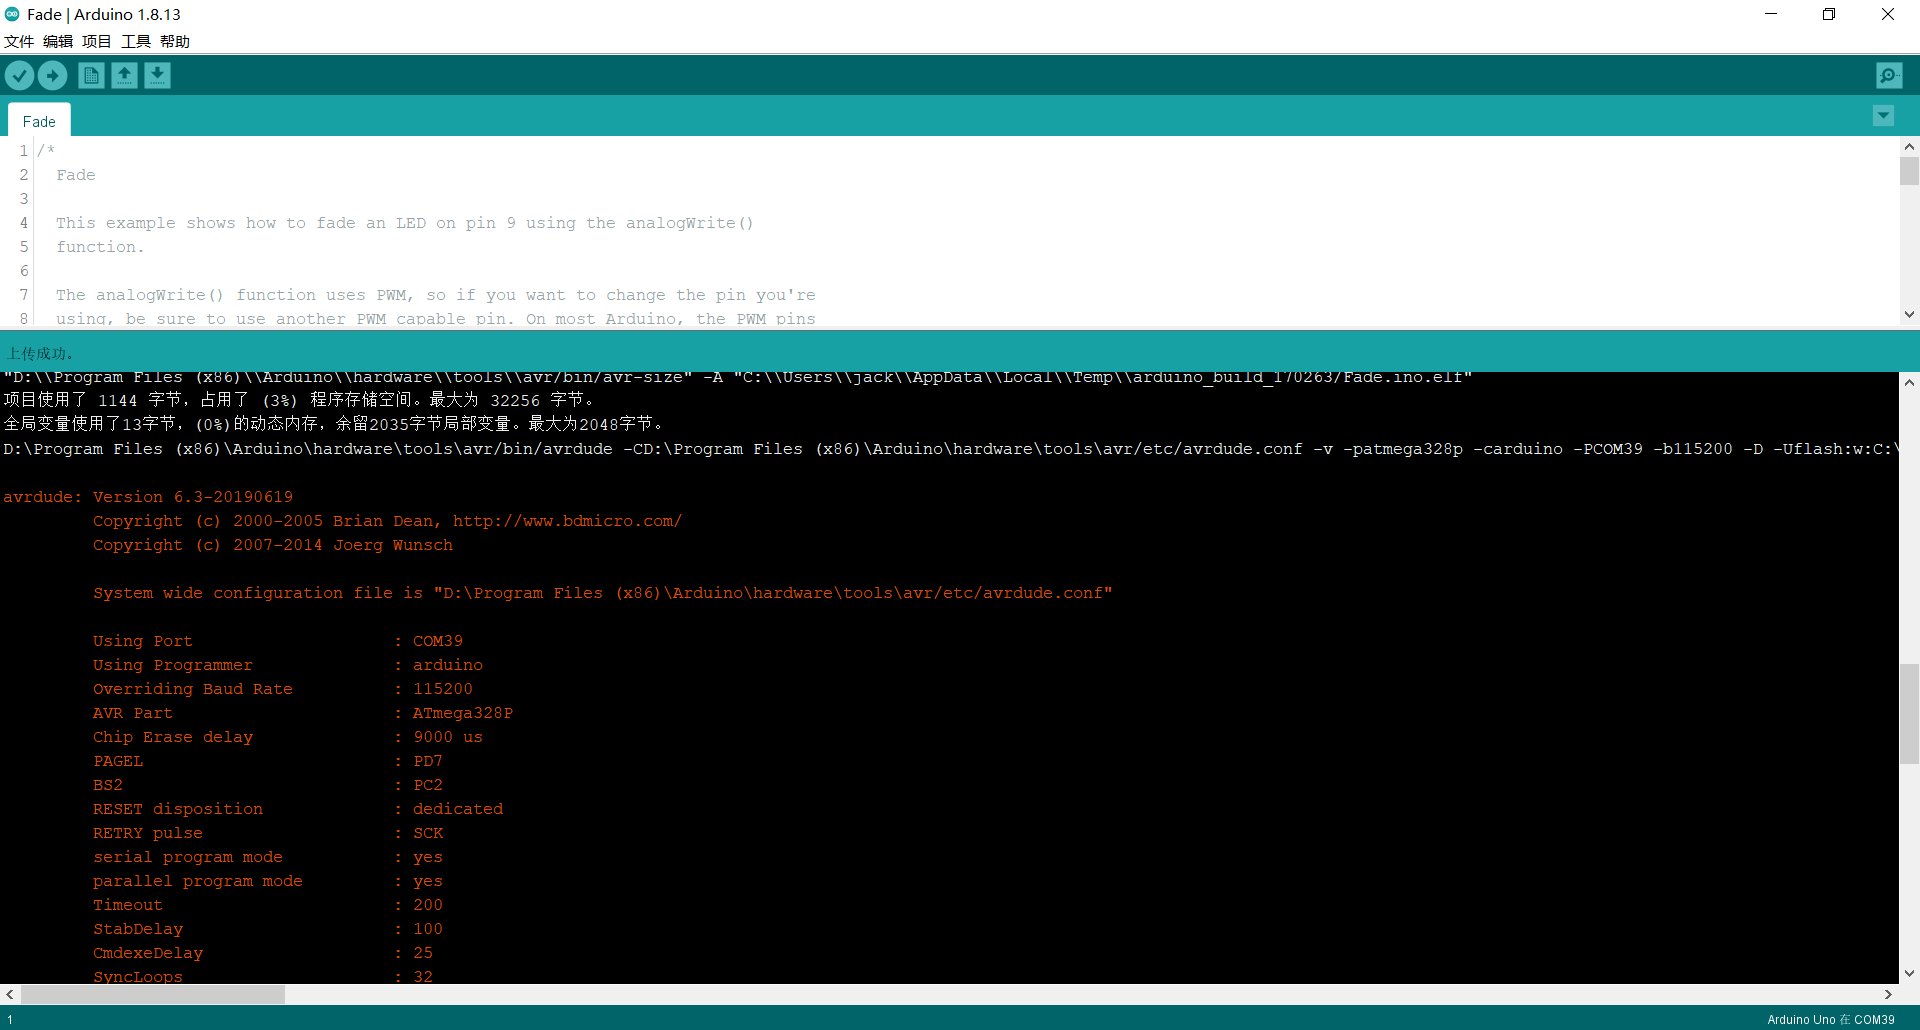 Fade | Arduino 1.8.13
文件 编辑 项目 工具 帮助
Fade
1 /*
2   Fade
3
4   This example shows how to fade an LED on pin 9 using the analogWrite()
5   function.
6
7   The analogWrite() function uses PWM, so if you want to change the pin you're
8   using, be sure to use another PWM capable pin. On most Arduino, the PWM pins
上传成功。
"D:\\Program Files (x86)\\Arduino\\hardware\\tools\\avr/bin/avr-size" -A "C:\\Users\\jack\\AppData\\Local\\Temp\\arduino_build_170263/Fade.ino.elf"
项目使用了 1144 字节，占用了 (3%) 程序存储空间。最大为 32256 字节。
全局变量使用了13字节，(0%)的动态内存，余留2035字节局部变量。最大为2048字节。
D:\Program Files (x86)\Arduino\hardware\tools\avr/bin/avrdude -CD:\Program Files (x86)\Arduino\hardware\tools\avr/etc/avrdude.conf -v -patmega328p -carduino -PCOM39 -b115200 -D -Uflash:w:C:\
avrdude: Version 6.3-20190619
Copyright (c) 2000-2005 Brian Dean, http://www.bdmicro.com/
Copyright (c) 2007-2014 Joerg Wunsch
System wide configuration file is "D:\Program Files (x86)\Arduino\hardware\tools\avr/etc/avrdude.conf"
Using Port : COM39
Using Programmer : arduino
Overriding Baud Rate : 115200
AVR Part : ATmega328P
Chip Erase delay : 9000 us
PAGEL : PD7
BS2 : PC2
RESET disposition : dedicated
RETRY pulse : SCK
serial program mode : yes
parallel program mode : yes
Timeout : 200
StabDelay : 100
CmdexeDelay : 25
SyncLoops : 32
1
Arduino Uno 在 COM39